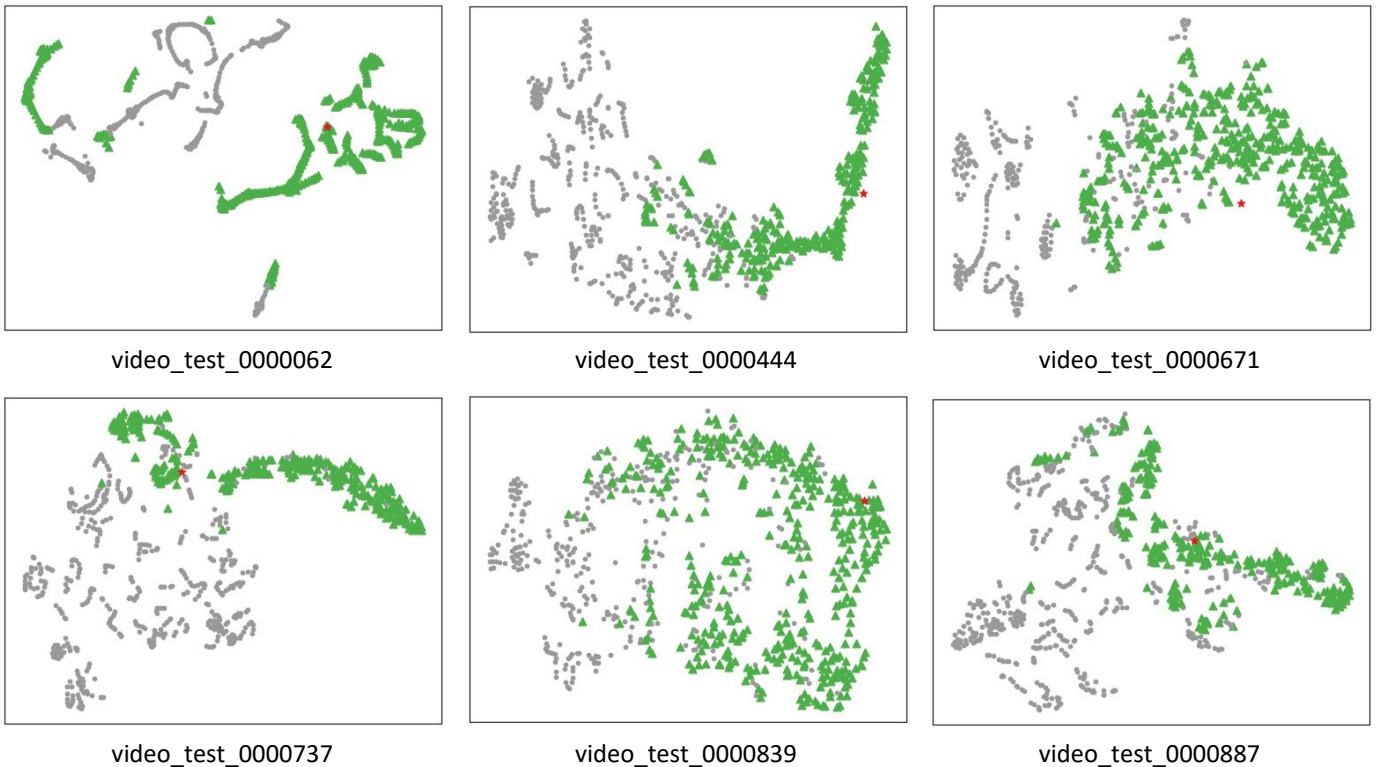 video_test_0000062
video_test_0000444
video_test_0000671
video_test_0000737
video_test_0000839
video_test_0000887